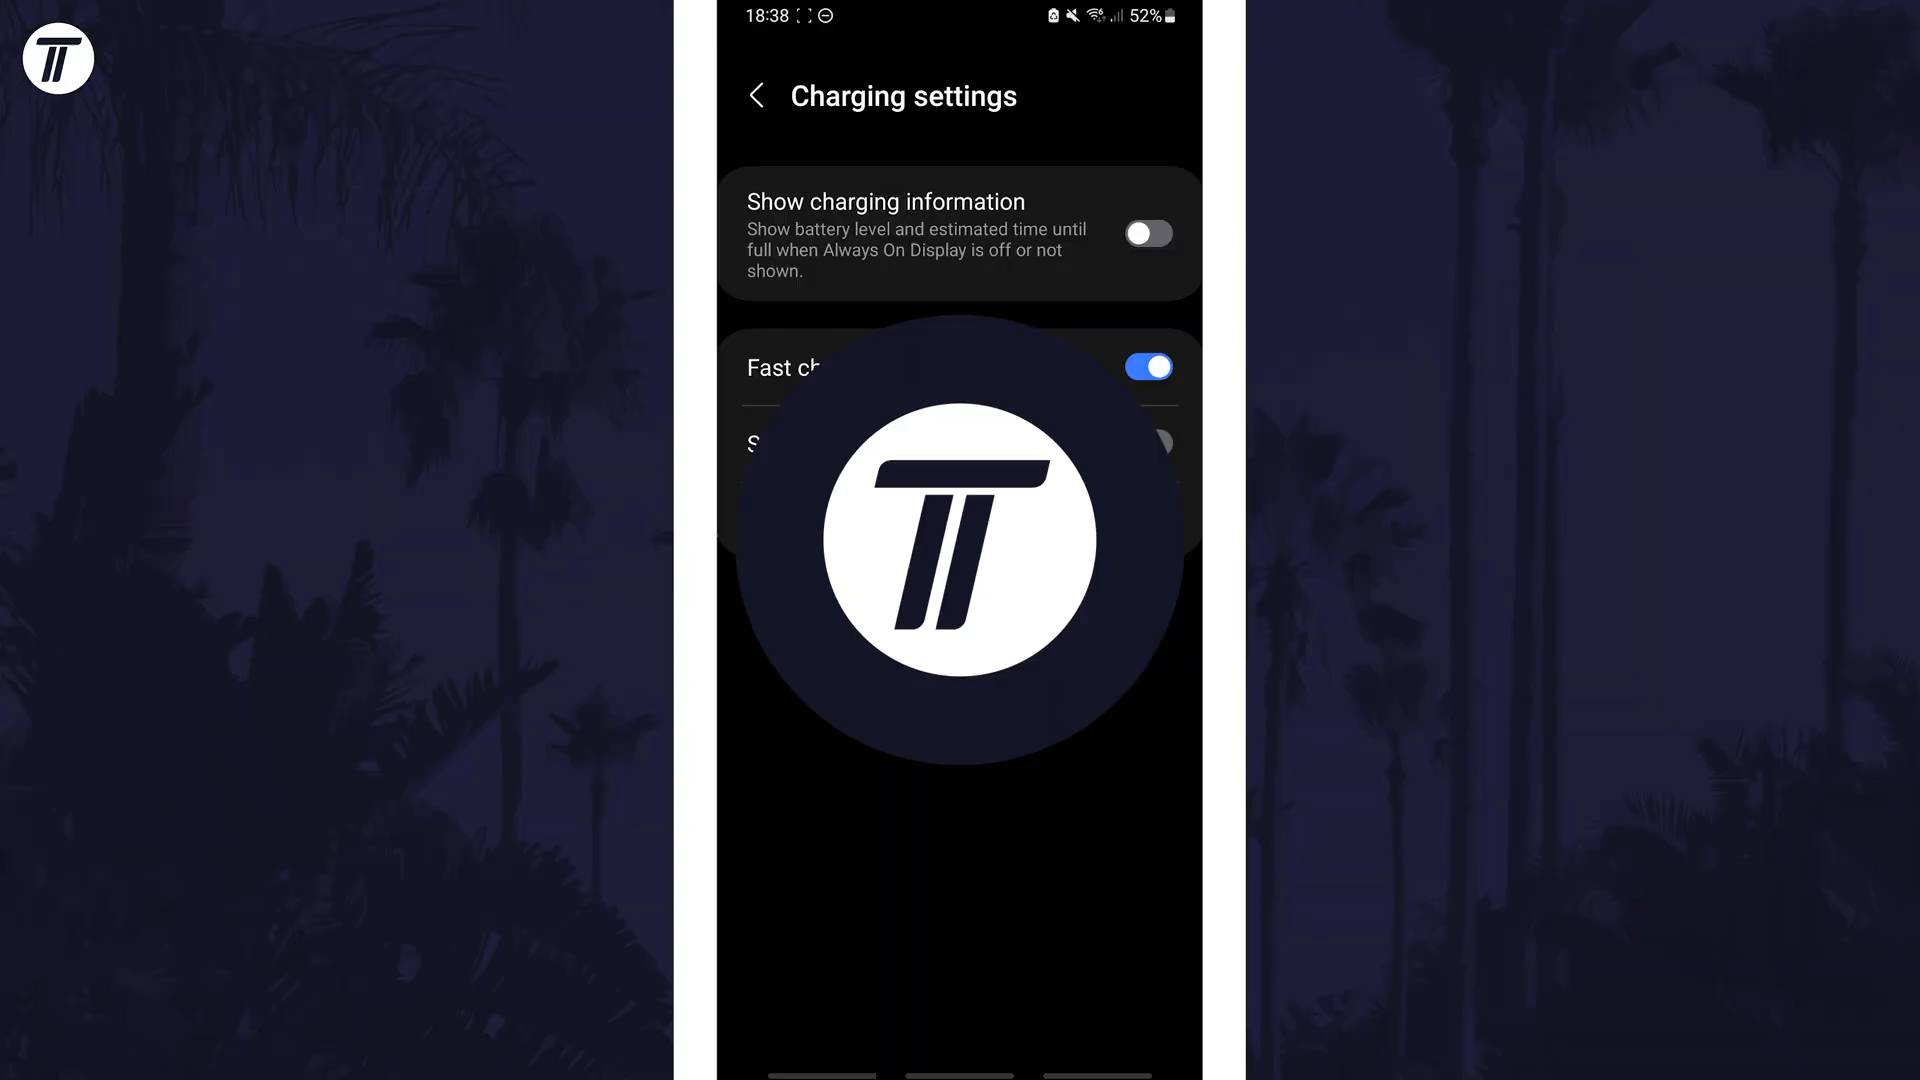 18:38
52%
Charging settings
Show charging information
Show battery level and estimated time until
full when Always On Display is off or not
shown.
Fast